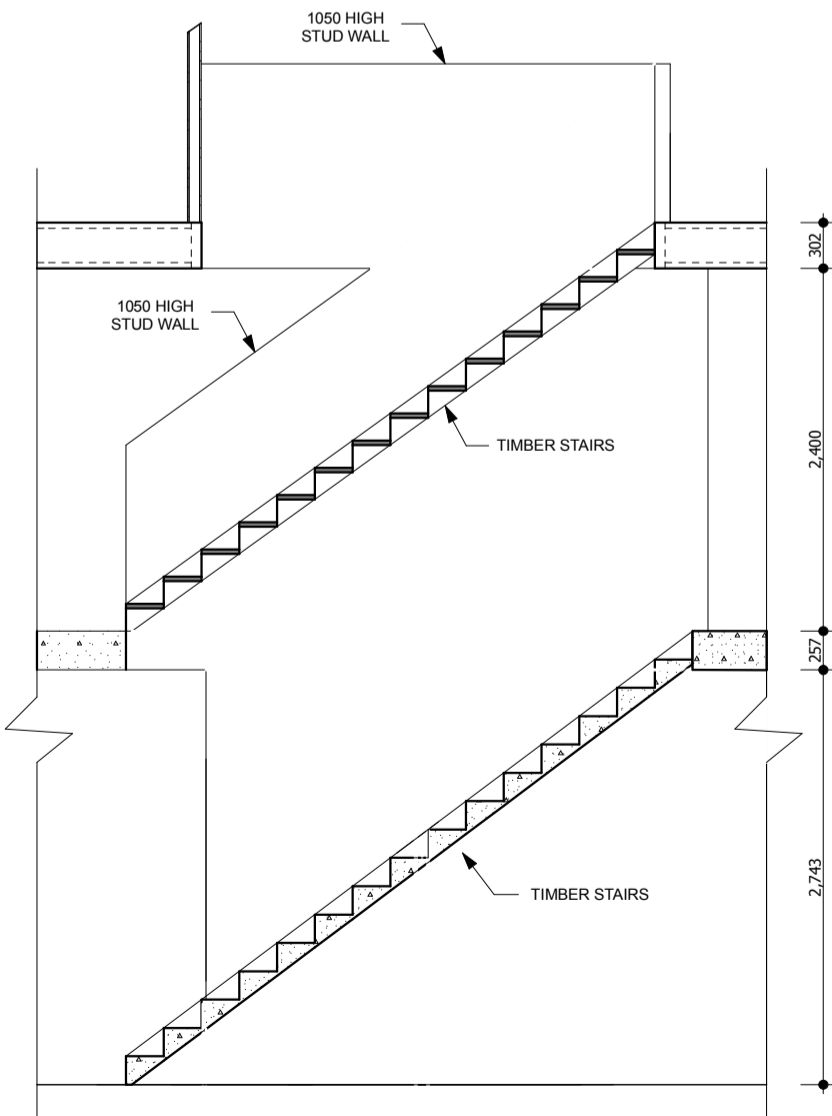 1050 HIGH
STUD WALL
302
1050 HIGH
STUD WALL
2,400
TIMBER STAIRS
257
2,743
TIMBER STAIRS